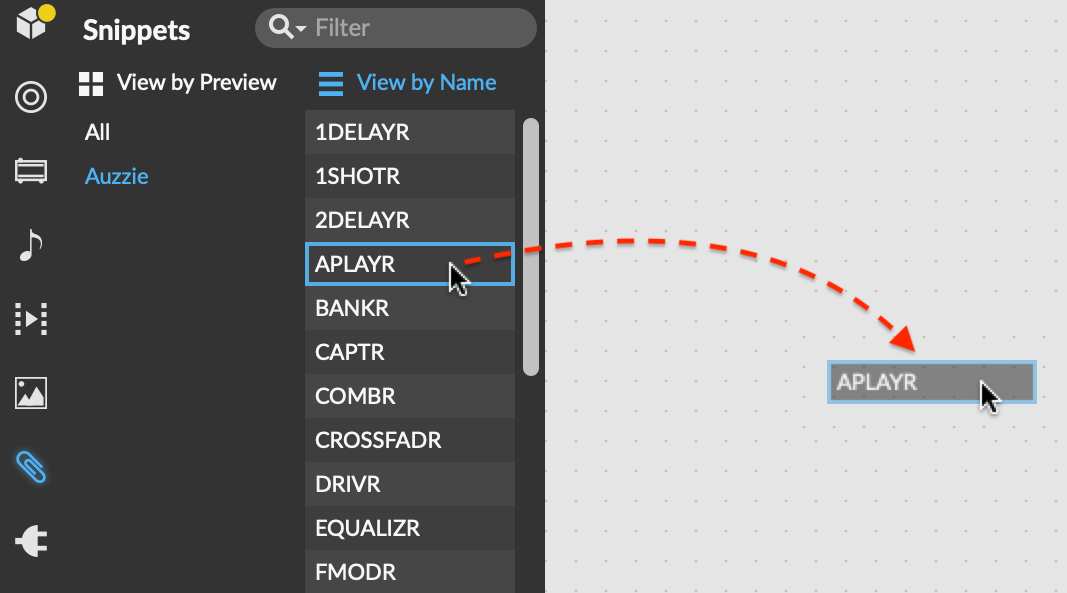 Snippets
Filter
View by Preview
View by Name
All
Auzzie
1DELAYR
1SHOTR
2DELAYR
APLAYR
BANKR
CAPTR
COMBR
CROSSFADR
DRIVR
EQUALIZR
FMODR
APLAYR